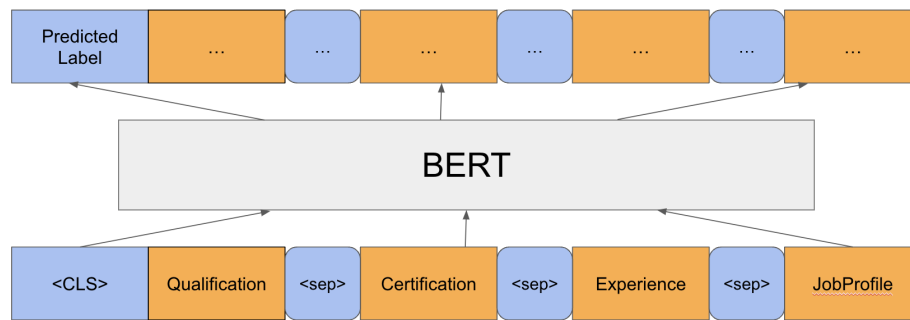 Predicted
Label
... ... ... ... ... ... ...
BERT
<CLS> Qualification <sep> Certification <sep> Experience <sep> JobProfile